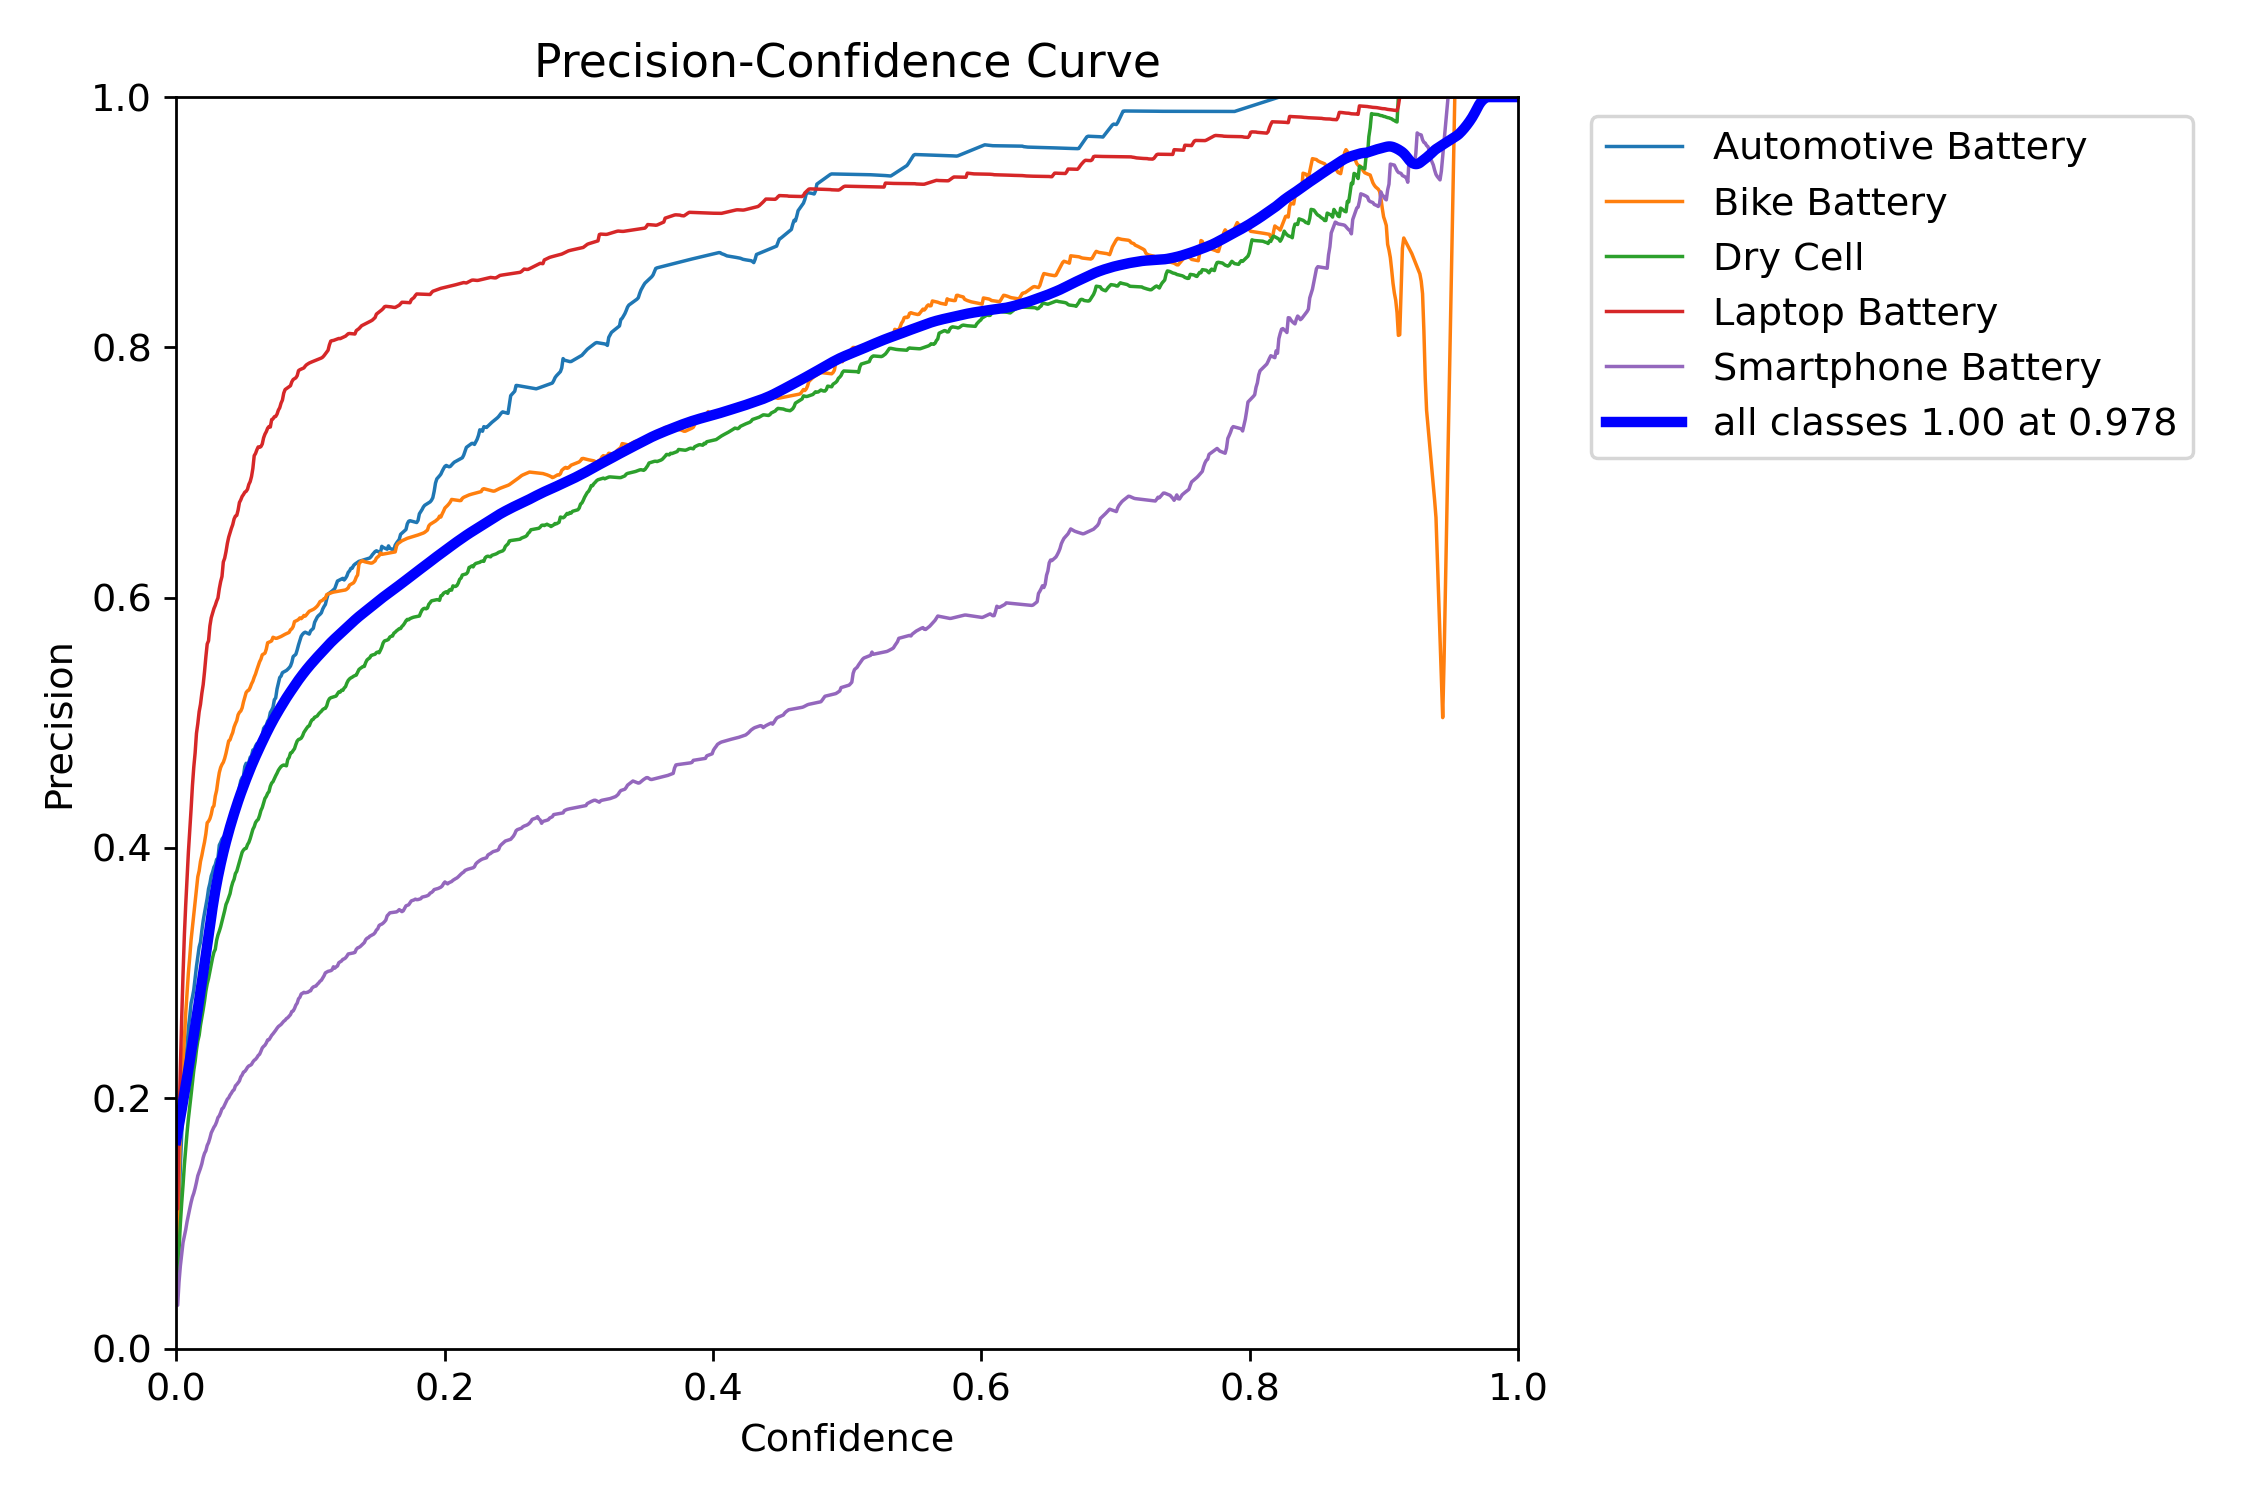 Precision-Confidence Curve
1.0
0.8
0.6
0.4
0.2
0.0
Precision
0.0 0.2 0.4 0.6 0.8 1.0
Confidence
Automotive Battery
Bike Battery
Dry Cell
Laptop Battery
Smartphone Battery
all classes 1.00 at 0.978